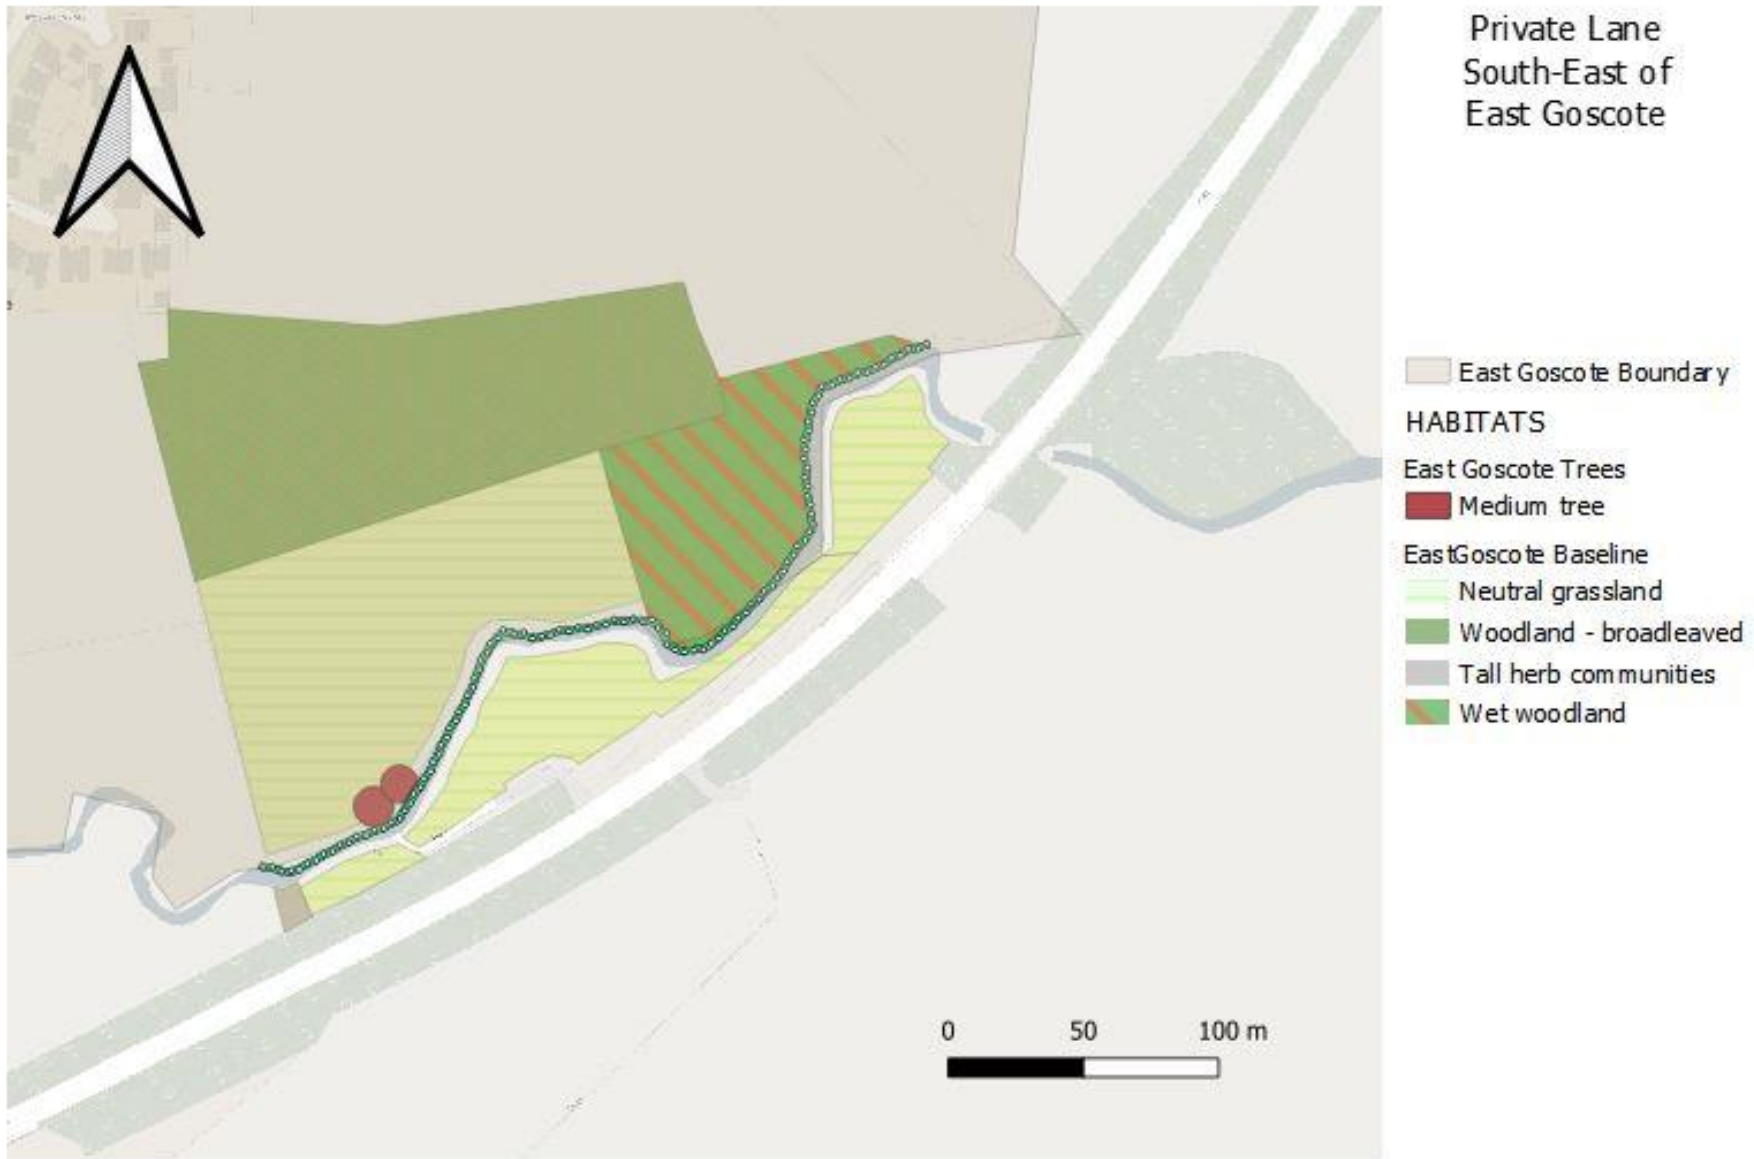 Private Lane
South-East of
East Goscote
East Goscote Boundary
HABITATS
East Goscote Trees
Medium tree
EastGoscote Baseline
Neutral grassland
Woodland - broadleaved
Tall herb communities
Wet woodland
0 50 100 m